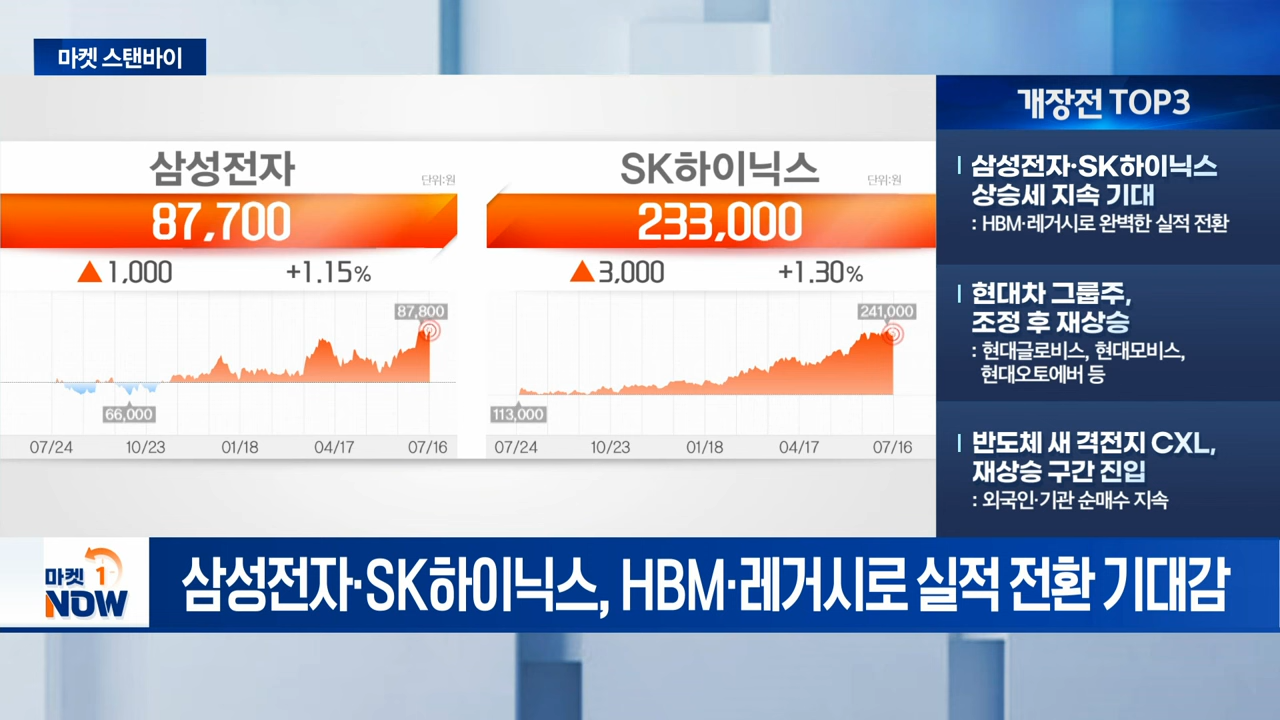 마켓 스탠바이
삼성전자
단위:원
87,700
▲1,000 +1.15%
87,800
66,000
07/24 10/23 01/18 04/17 07/16
SK하이닉스
단위:원
233,000
▲3,000 +1.30%
241,000
113,000
07/24 10/23 01/18 04/17 07/16
개장전 TOP3
삼성전자·SK하이닉스
상승세 지속 기대
: HBM·레거시로 완벽한 실적 전환
현대차 그룹주,
조정 후 재상승
: 현대글로비스, 현대모비스,
현대오토에버 등
반도체 새 격전지 CXL,
재상승 구간 진입
: 외국인·기관 순매수 지속
마켓 1
NOW
삼성전자·SK하이닉스, HBM·레거시로 실적 전환 기대감